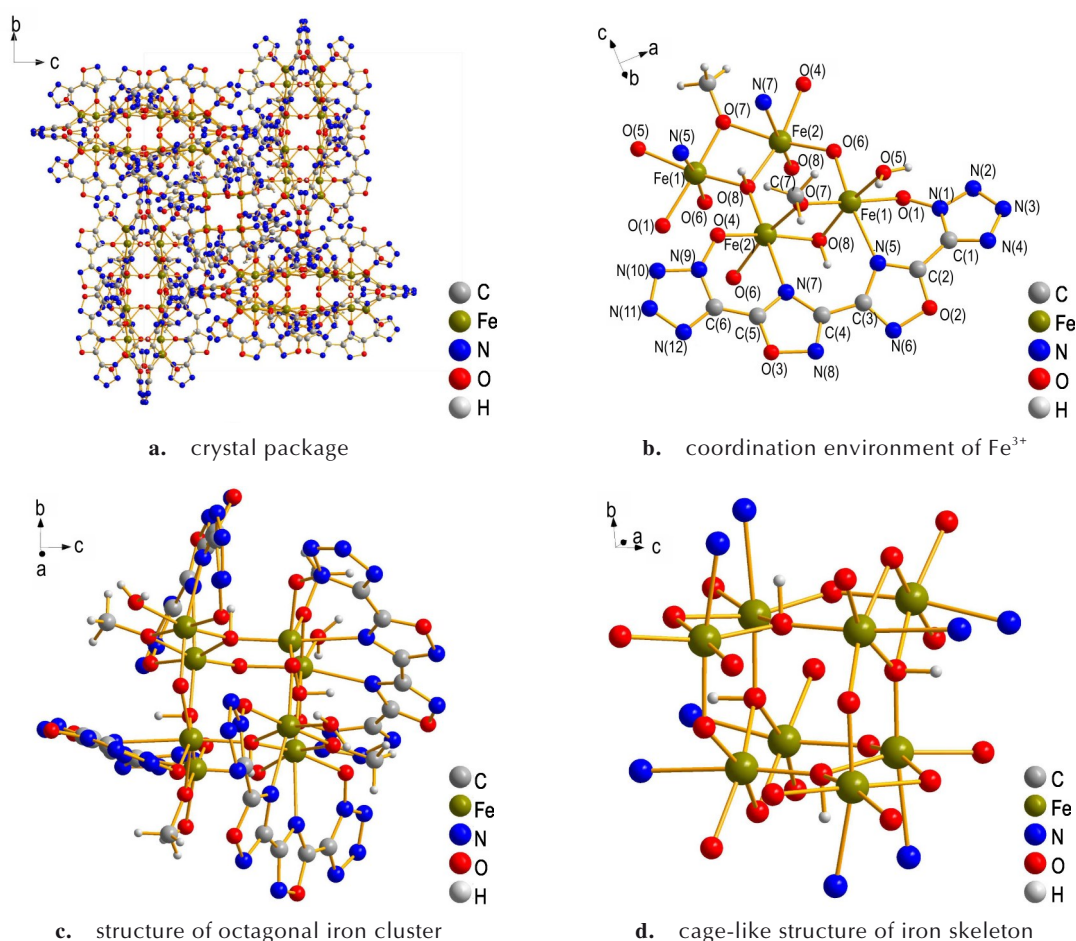 b
c
C
Fe
N
O
H
a. crystal package
c
a
b
O(4)
N(7)
O(7)
Fe(2)
O(5)
N(5)
O(6)
O(8)
O(5)
Fe(1)
C(7)
N(2)
O(8)
O(7)
N(1)
O(6)
O(1)
N(3)
O(1)
O(4)
Fe(1)
Fe(2)
O(8)
C(1)
N(4)
N(10)
N(9)
N(5)
O(6)
N(7)
C(2)
N(11)
C(6)
C(5)
C(4)
C(3)
O(2)
N(12)
O(3)
N(8)
N(6)
C
Fe
N
O
H
b. coordination environment of Fe³⁺
b
c
a
C
Fe
N
O
H
c. structure of octagonal iron cluster
b
a
c
C
Fe
N
O
H
d. cage-like structure of iron skeleton